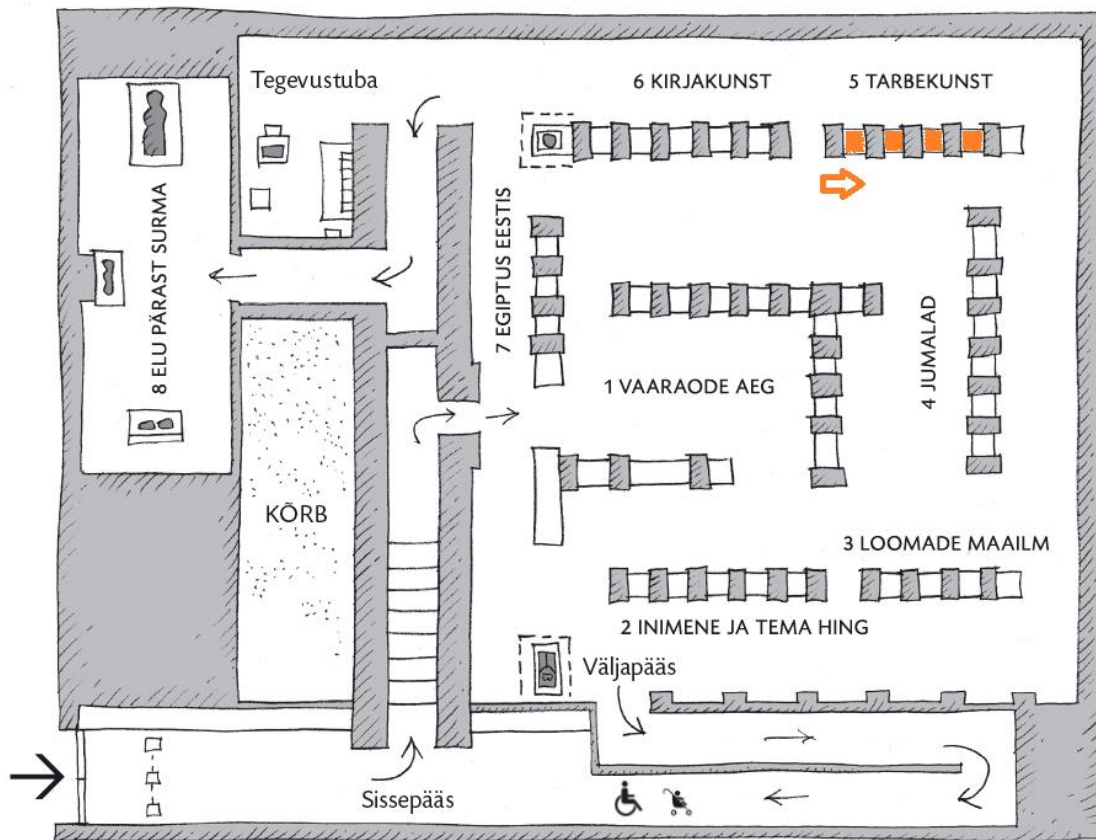 Tegevustuba
6 KIRJAKUNST
5 TARBEKUNST
8 ELU PÄRAST SURMA
7 EGIPTUS EESTIS
4 JUMALAD
1 VAARAODE AEG
KÕRB
3 LOOMADE MAAILM
2 INIMENE JA TEMA HING
Väljapääs
Sissepääs